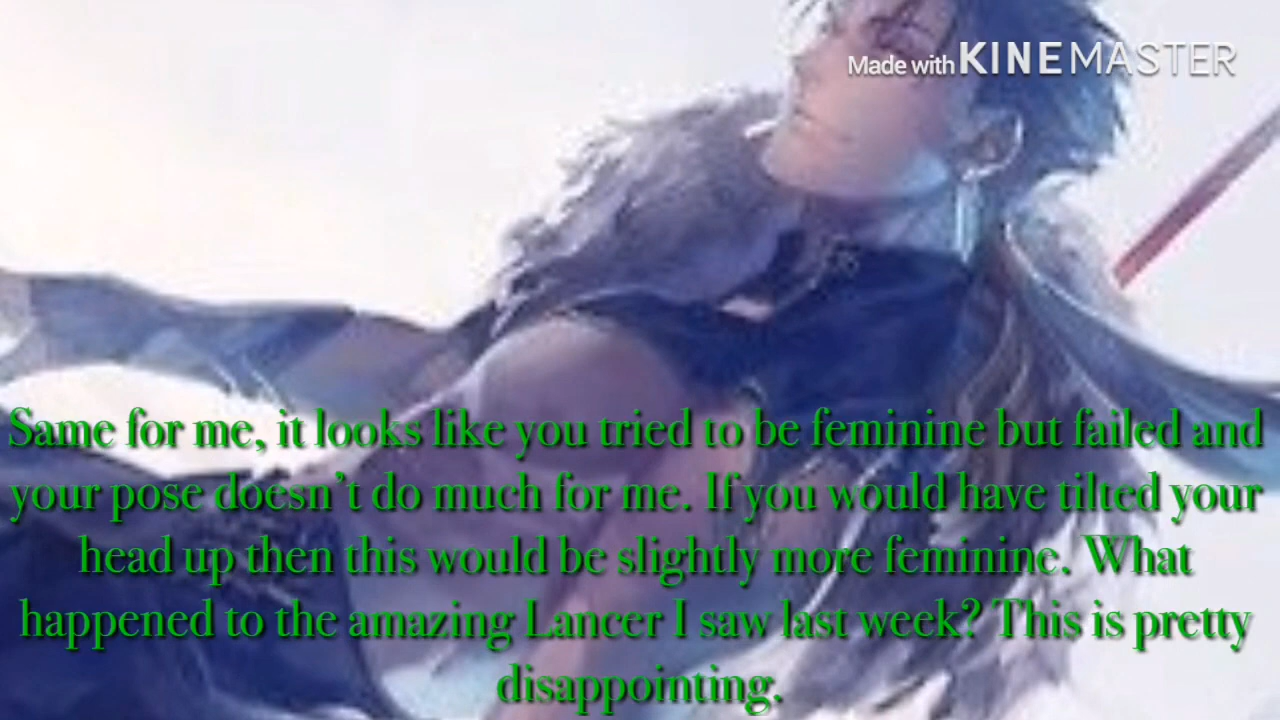 Made with KINEMASTER
Same for me, it looks like you tried to be feminine but failed and
your pose doesn't do much for me. If you would have tilted your
head up then this would be slightly more feminine. What
happened to the amazing Lancer I saw last week? This is pretty
disappointing.